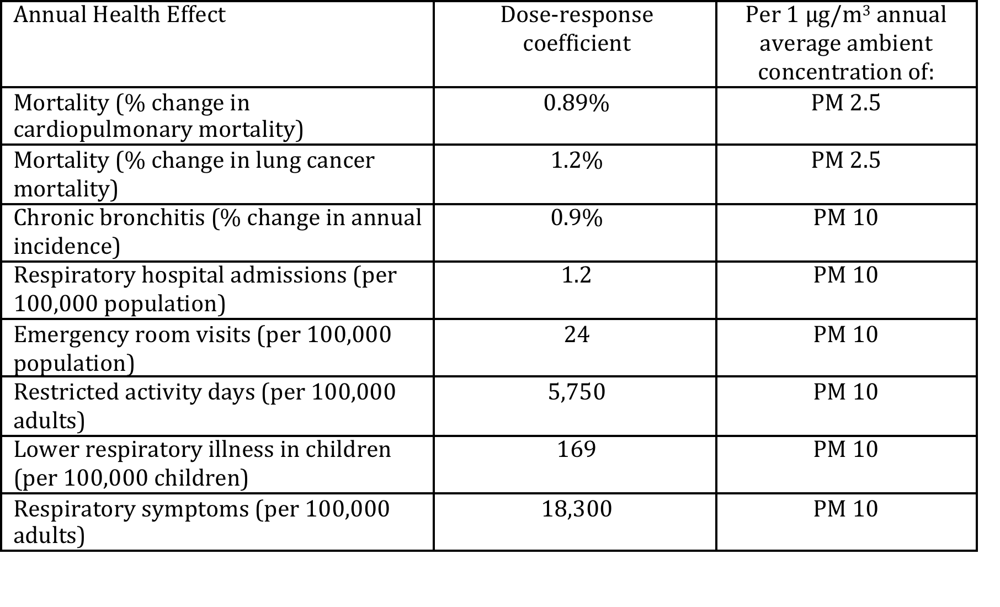 Annual Health Effect
Dose-response
coefficient
Per 1 µg/m³ annual
average ambient
concentration of:
Mortality (% change in
cardiopulmonary mortality)
0.89%
PM 2.5
Mortality (% change in lung cancer
mortality)
1.2%
PM 2.5
Chronic bronchitis (% change in annual
incidence)
0.9%
PM 10
Respiratory hospital admissions (per
100,000 population)
1.2
PM 10
Emergency room visits (per 100,000
population)
24
PM 10
Restricted activity days (per 100,000
adults)
5,750
PM 10
Lower respiratory illness in children
(per 100,000 children)
169
PM 10
Respiratory symptoms (per 100,000
adults)
18,300
PM 10